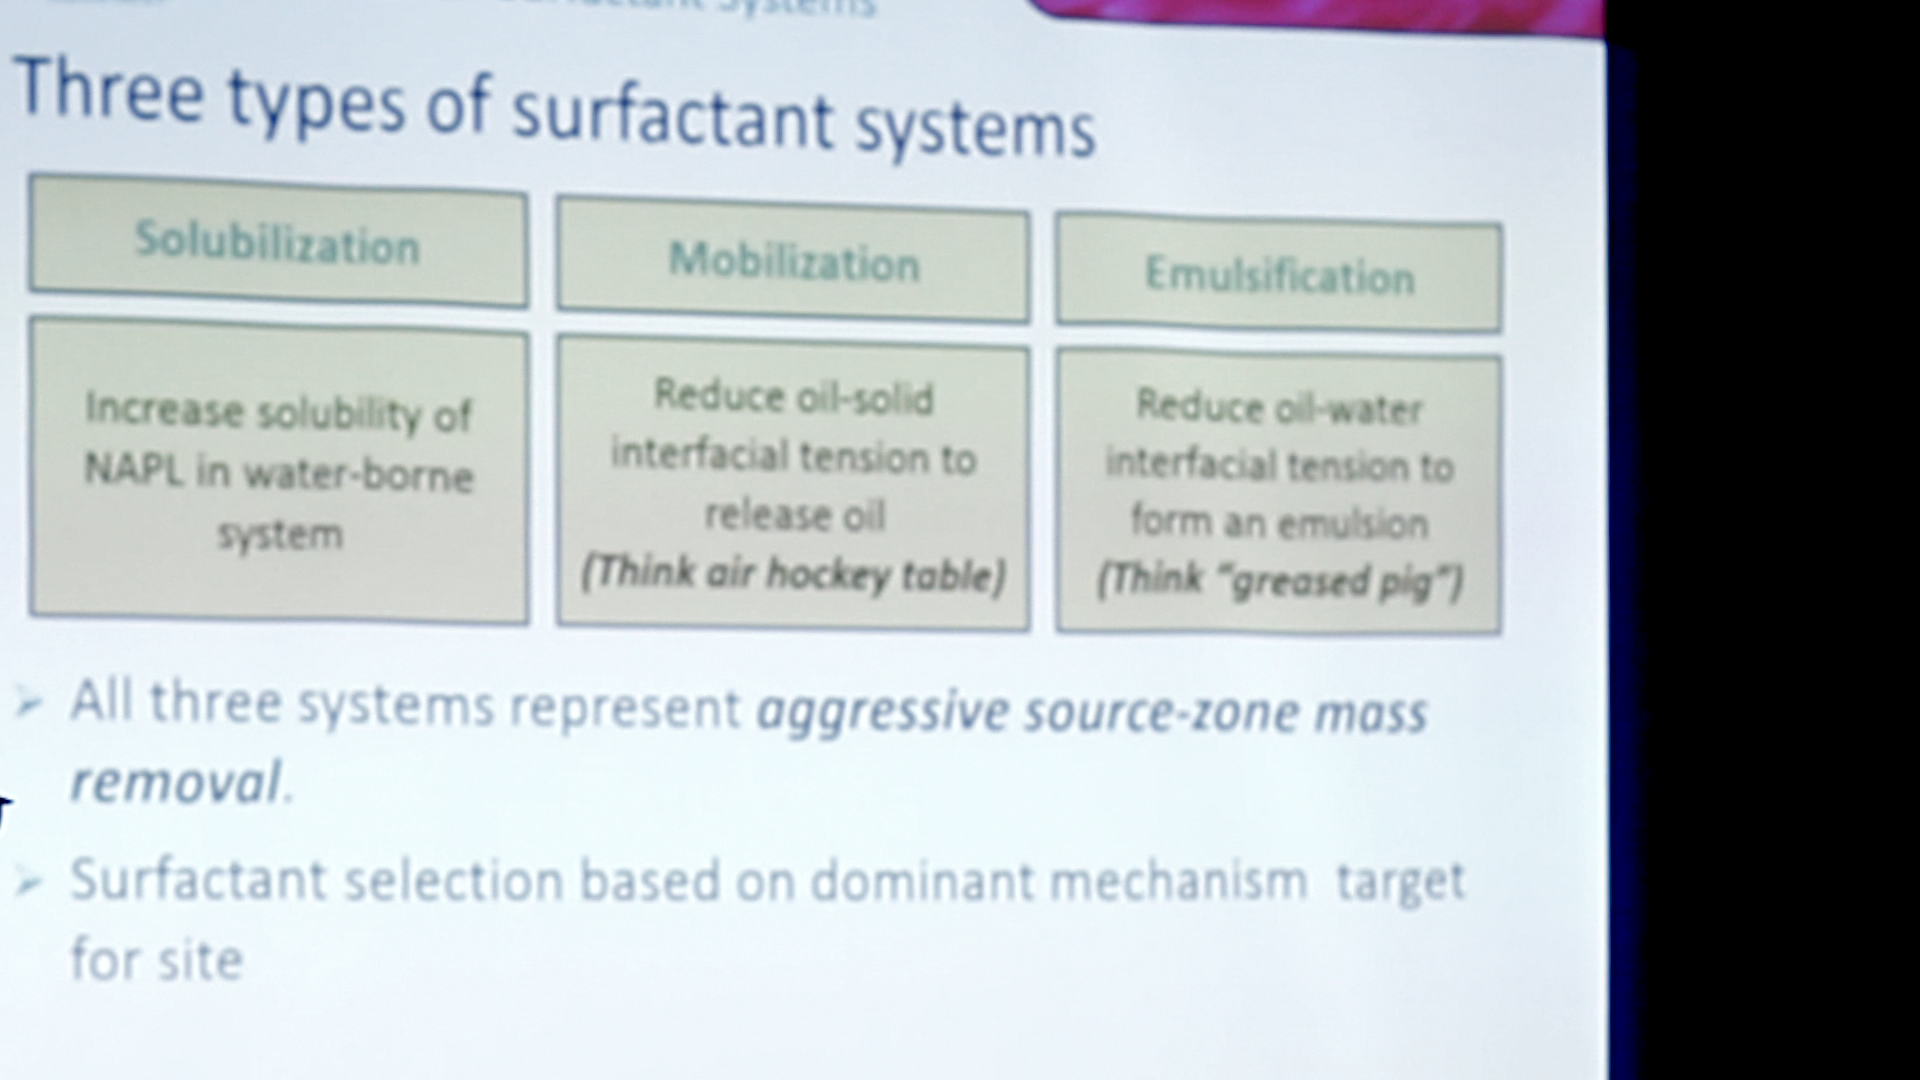 Surfactant Systems
Three types of surfactant systems
Solubilization
Increase solubility of
NAPL in water-borne
system
Mobilization
Reduce oil-solid
interfacial tension to
release oil
(Think air hockey table)
Emulsification
Reduce oil-water
interfacial tension to
form an emulsion
(Think “greased pig”)
➢ All three systems represent aggressive source-zone mass
removal.
➢ Surfactant selection based on dominant mechanism target
for site